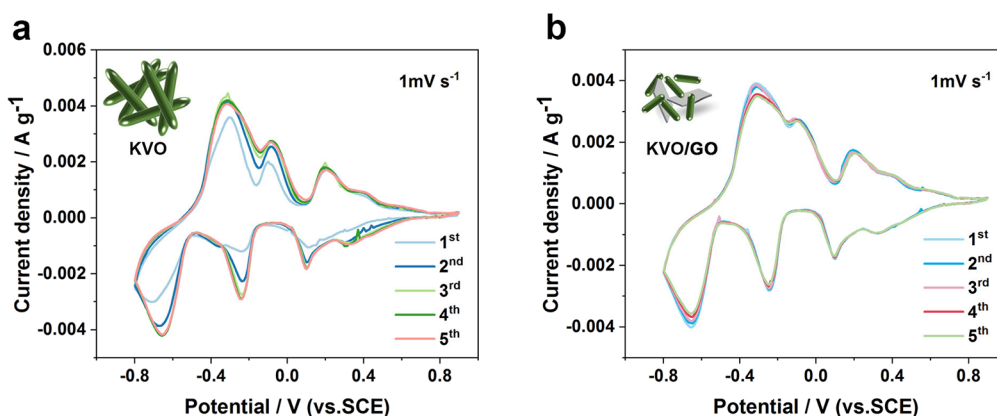 a
0.006
0.004
0.002
0.000
-0.002
-0.004
Current density / A g⁻¹
KVO
1mV s⁻¹
1ˢᵗ
2ⁿᵈ
3ʳᵈ
4ᵗʰ
5ᵗʰ
-0.8 -0.4 0.0 0.4 0.8
Potential / V (vs.SCE)
b
0.004
0.002
0.000
-0.002
-0.004
Current density / A g⁻¹
KVO/GO
1mV s⁻¹
1ˢᵗ
2ⁿᵈ
3ʳᵈ
4ᵗʰ
5ᵗʰ
-0.8 -0.4 0.0 0.4 0.8
Potential / V (vs.SCE)